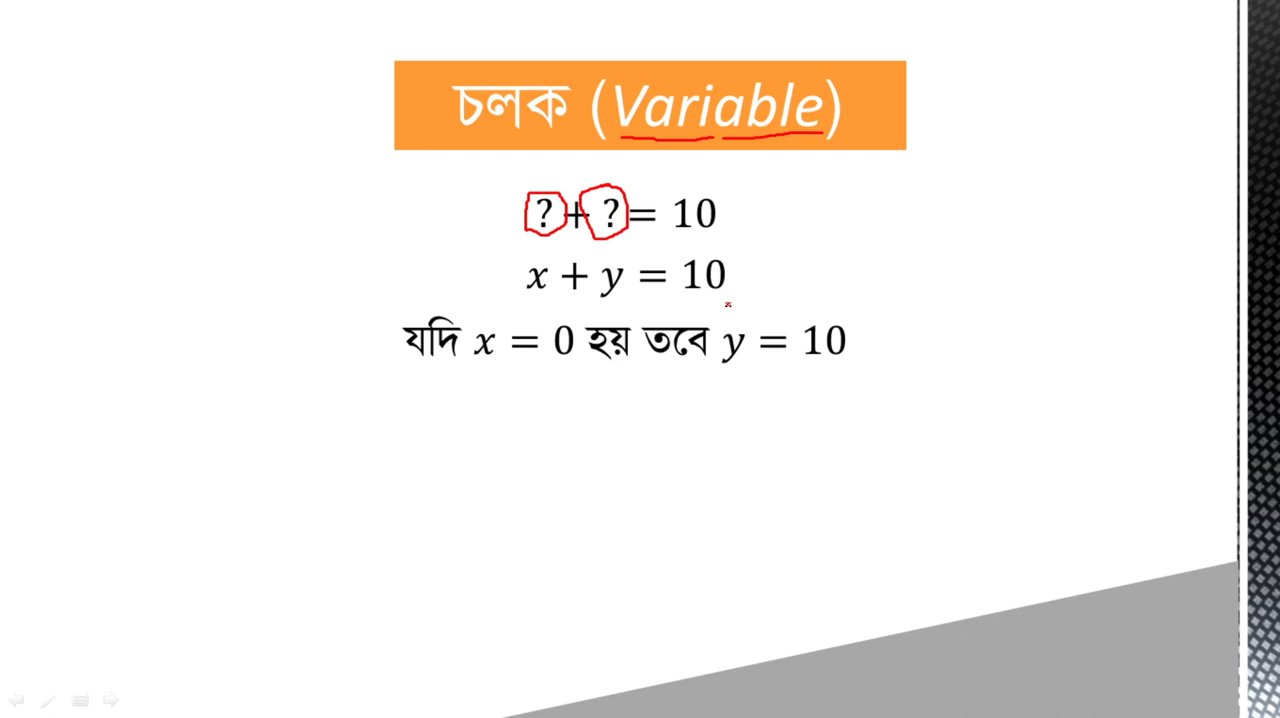 চলক (Variable)
? + ? = 10
x + y = 10
যদি x = 0 হয় তবে y = 10